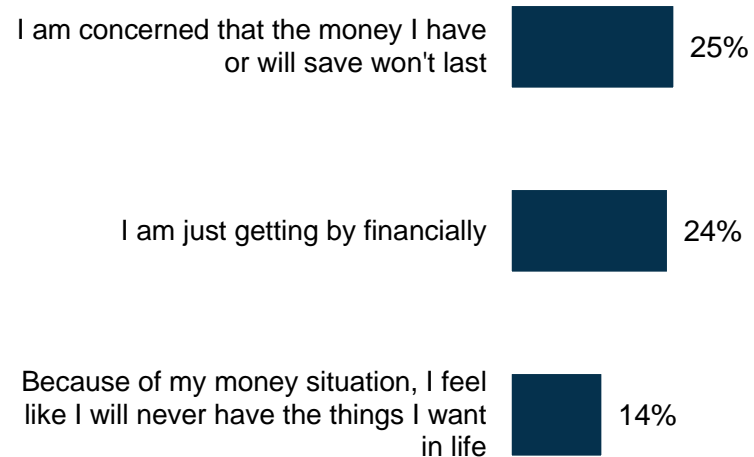 I am concerned that the money I have
or will save won't last
25%
I am just getting by financially
24%
Because of my money situation, I feel
like I will never have the things I want
in life
14%